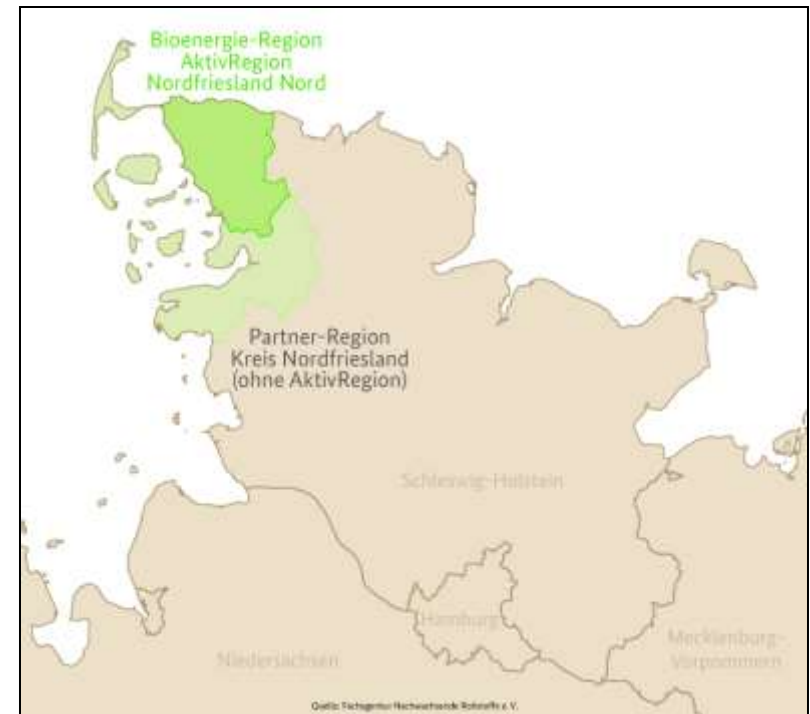 Bioenergie-Region
AktivRegion
Nordfriesland Nord
Partner-Region
Kreis Nordfriesland
(ohne AktivRegion)
Schleswig-Holstein
Hamburg
Mecklenburg-
Vorpommern
Niedersachsen
Quelle: Fachagentur Nachwachsende Rohstoffe e. V.